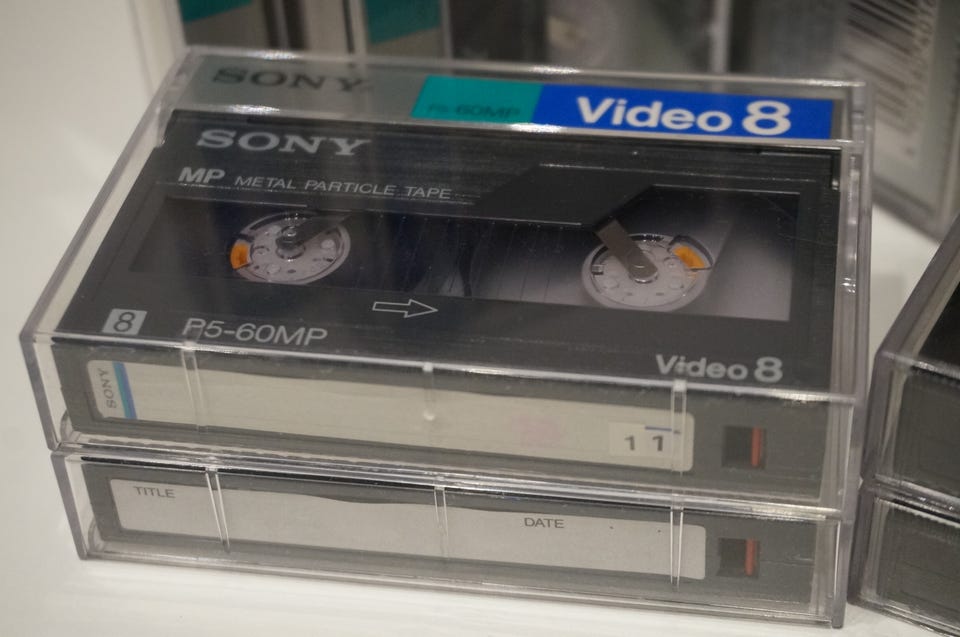 SONY
P5-60MP Video 8
SONY
MP METAL PARTICLE TAPE
8 P5-60MP
Video 8
SONY
11
TITLE
DATE